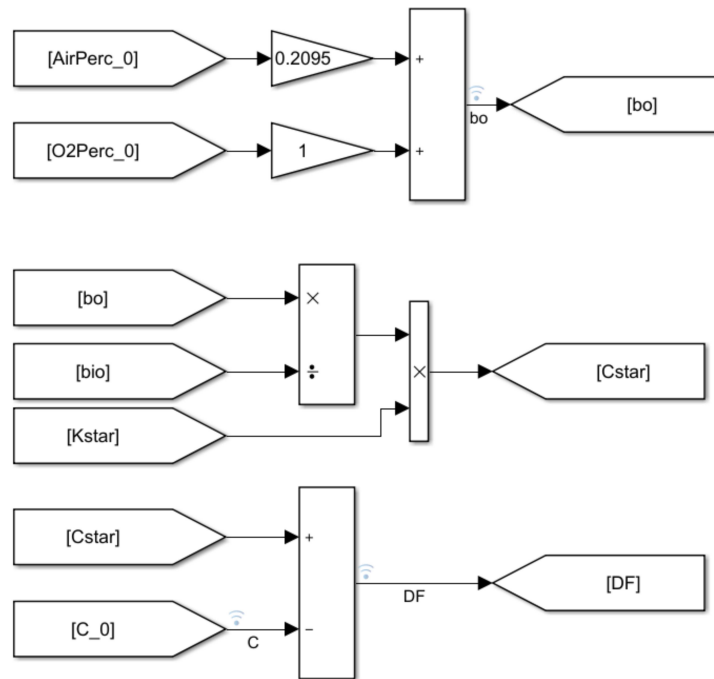 [AirPerc_0]
0.2095
+
[bo]
bo
[O2Perc_0]
1
+
[bo]
×
[bio]
÷
×
[Cstar]
[Kstar]
[Cstar]
+
[DF]
DF
[C_0]
C
−